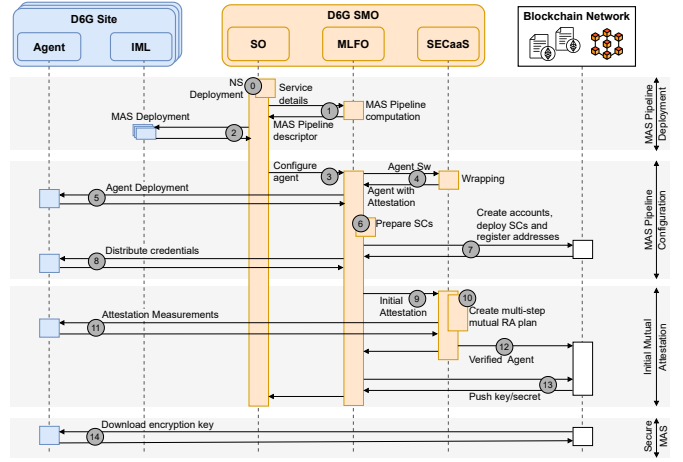 D6G Site
D6G SMO
Blockchain Network
Agent
IML
SO
MLFO
SECaaS
NS
Deployment
0
Service
details
1
MAS Pipeline
computation
MAS Deployment
2
MAS Pipeline
descriptor
MAS Pipeline
Deployment
Configure
agent
3
Agent Sw
4
Wrapping
Agent with
Attestation
Agent Deployment
5
6
Prepare SCs
Create accounts,
deploy SCs and
register addresses
7
Distribute credentials
8
MAS Pipeline
Configuration
9
Initial
Attestation
10
Create multi-step
mutual RA plan
Attestation Measurements
11
12
Verified Agent
13
Push key/secret
Initial Mutual
Attestation
Download encryption key
14
Secure
MAS